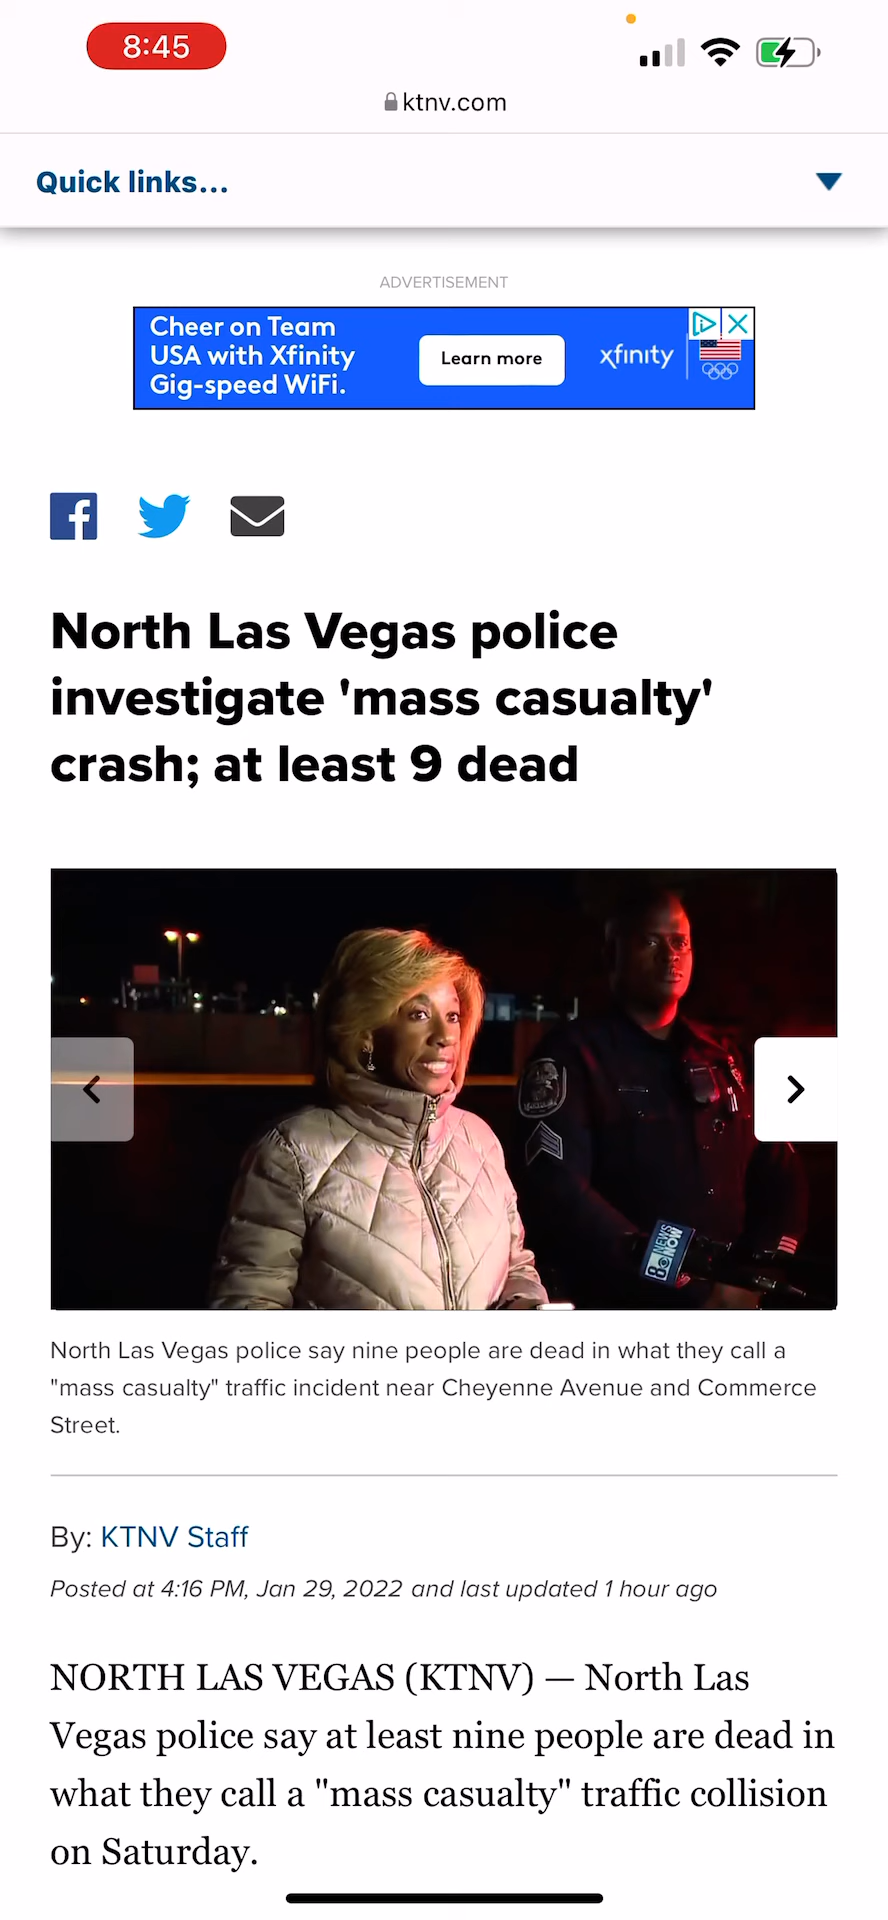 8:45
ktnv.com
Quick links...
ADVERTISEMENT
Cheer on Team
USA with Xfinity
Gig-speed WiFi.
Learn more
xfinity
North Las Vegas police
investigate 'mass casualty'
crash; at least 9 dead
8 NEWS
NOW
North Las Vegas police say nine people are dead in what they call a
"mass casualty" traffic incident near Cheyenne Avenue and Commerce
Street.
By: KTNV Staff
Posted at 4:16 PM, Jan 29, 2022 and last updated 1 hour ago
NORTH LAS VEGAS (KTNV) — North Las
Vegas police say at least nine people are dead in
what they call a "mass casualty" traffic collision
on Saturday.